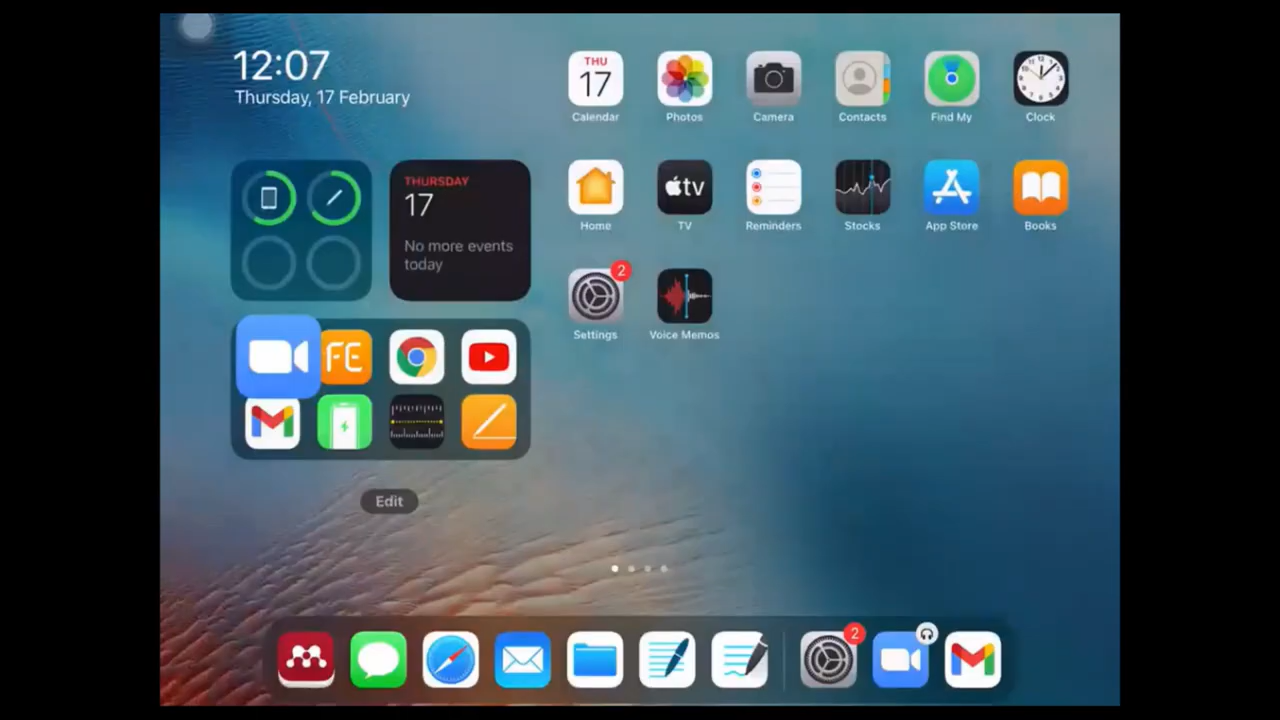 12:07
Thursday, 17 February
THU
17
Calendar
Photos
Camera
Contacts
Find My
Clock
THURSDAY
17
No more events
today
tv
Home
TV
Reminders
Stocks
App Store
Books
2
Settings
Voice Memos
FE
Edit
2